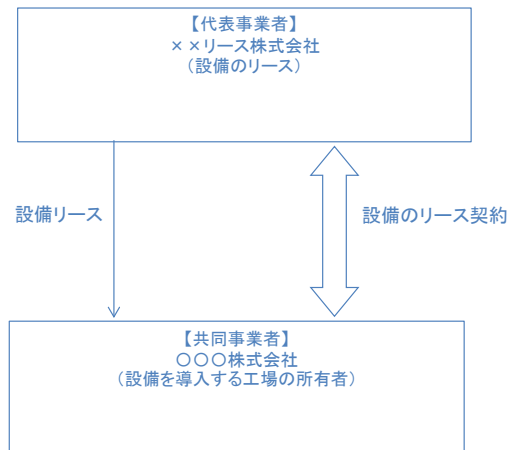 【代表事業者】
××リース株式会社
（設備のリース）
設備リース
設備のリース契約
【共同事業者】
〇〇〇株式会社
（設備を導入する工場の所有者）